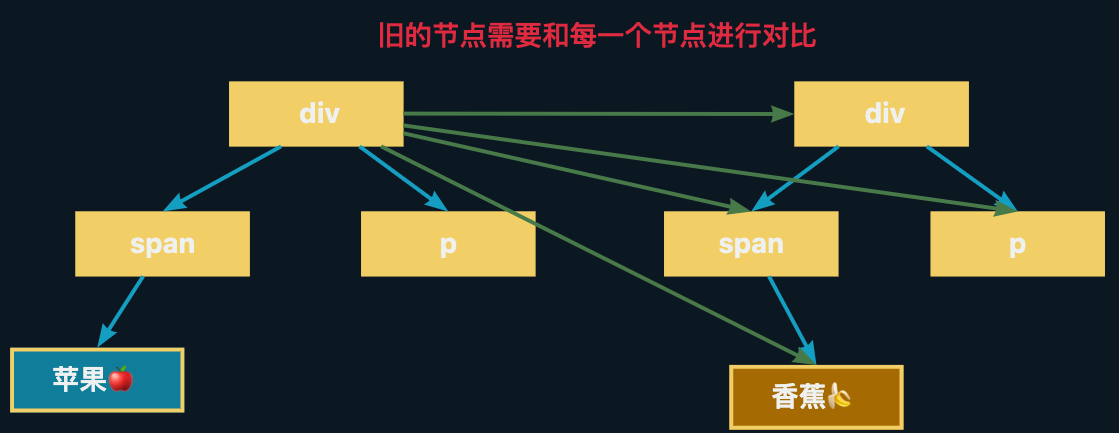 旧的节点需要和每一个节点进行对比
div
div
span
p
span
p
苹果🍎
香蕉🍌